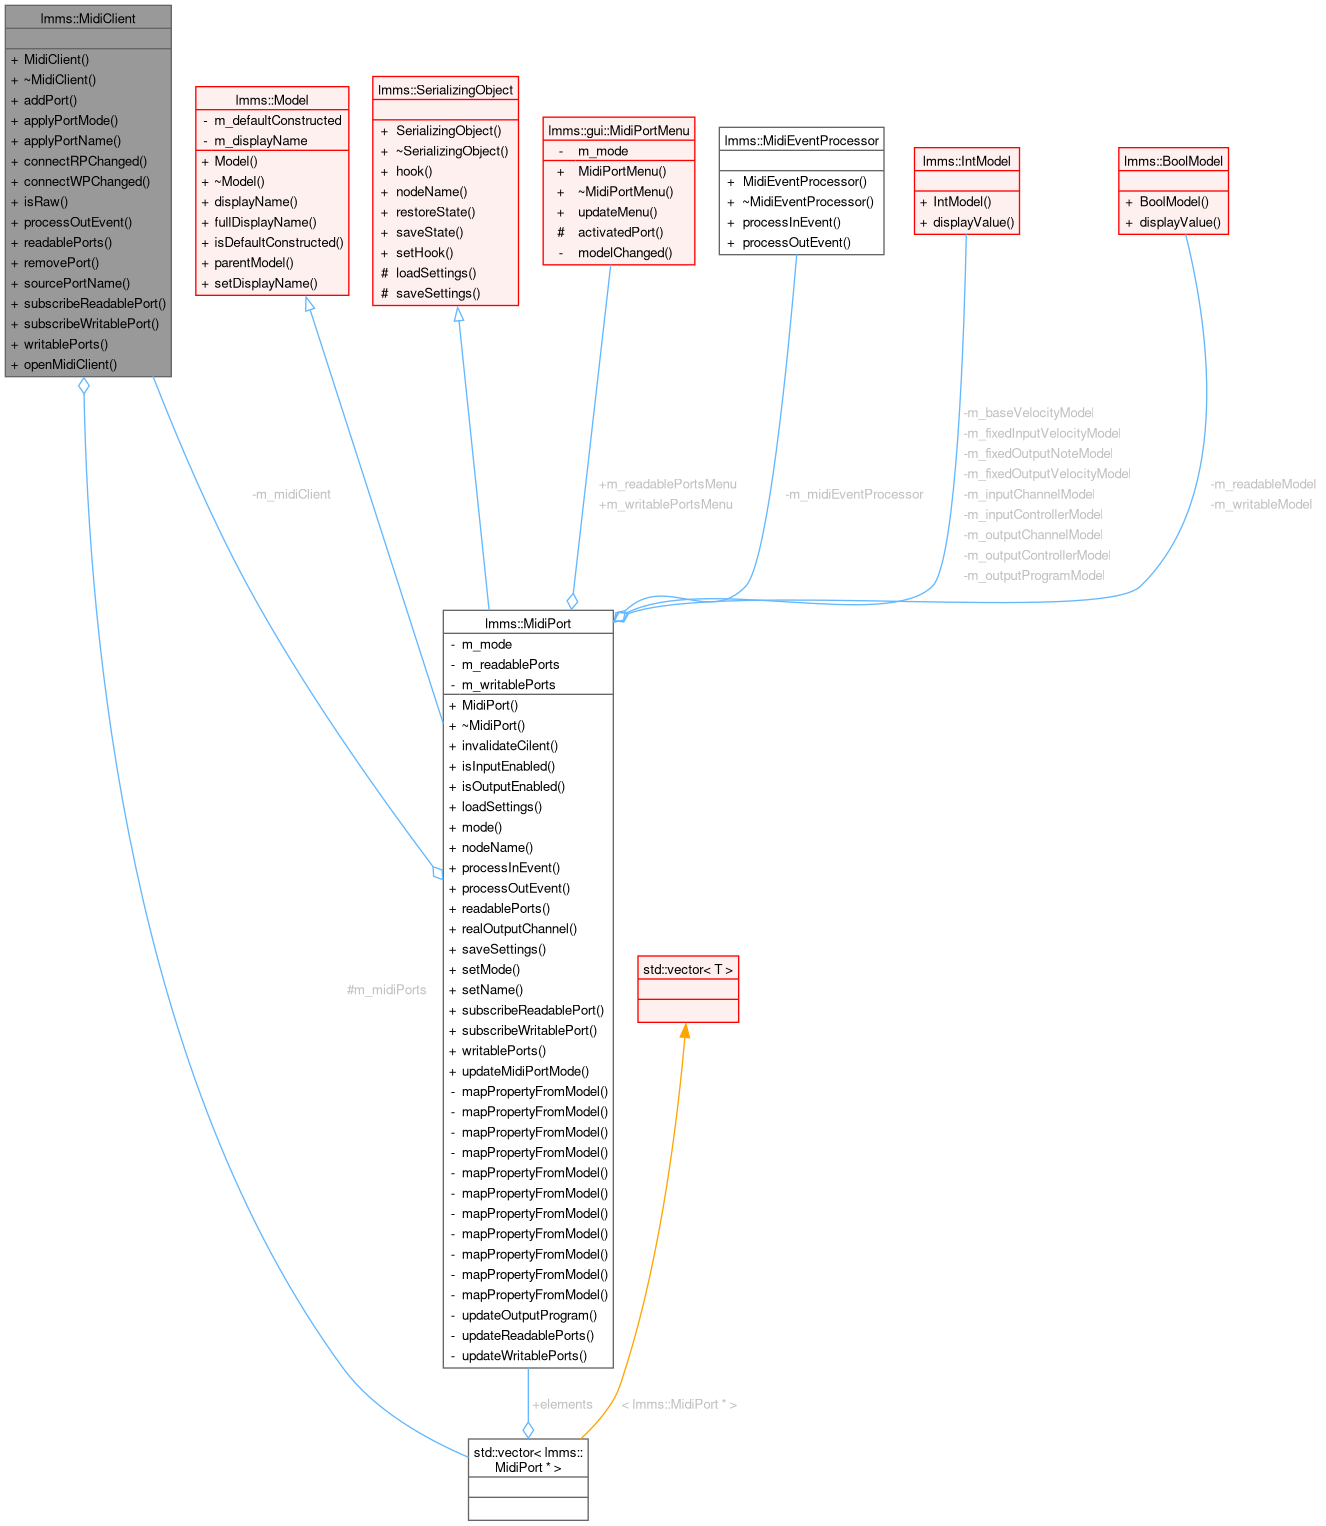 lmms::MidiClient
+ MidiClient()
+ ~MidiClient()
+ addPort()
+ applyPortMode()
+ applyPortName()
+ connectRPChanged()
+ connectWPChanged()
+ isRaw()
+ processOutEvent()
+ readablePorts()
+ removePort()
+ sourcePortName()
+ subscribeReadablePort()
+ subscribeWritablePort()
+ writablePorts()
+ openMidiClient()
lmms::Model
- m_defaultConstructed
- m_displayName
+ Model()
+ ~Model()
+ displayName()
+ fullDisplayName()
+ isDefaultConstructed()
+ parentModel()
+ setDisplayName()
lmms::SerializingObject
+ SerializingObject()
+ ~SerializingObject()
+ hook()
+ nodeName()
+ restoreState()
+ saveState()
+ setHook()
# loadSettings()
# saveSettings()
lmms::gui::MidiPortMenu
- m_mode
+ MidiPortMenu()
+ ~MidiPortMenu()
+ updateMenu()
# activatedPort()
- modelChanged()
lmms::MidiEventProcessor
+ MidiEventProcessor()
+ ~MidiEventProcessor()
+ processInEvent()
+ processOutEvent()
lmms::IntModel
+ IntModel()
+ displayValue()
lmms::BoolModel
+ BoolModel()
+ displayValue()
-m_midiClient
+m_readablePortsMenu
+m_writablePortsMenu
-m_midiEventProcessor
-m_baseVelocityModel
-m_fixedInputVelocityModel
-m_fixedOutputNoteModel
-m_fixedOutputVelocityModel
-m_inputChannelModel
-m_inputControllerModel
-m_outputChannelModel
-m_outputControllerModel
-m_outputProgramModel
-m_readableModel
-m_writableModel
lmms::MidiPort
- m_mode
- m_readablePorts
- m_writablePorts
+ MidiPort()
+ ~MidiPort()
+ invalidateCilent()
+ isInputEnabled()
+ isOutputEnabled()
+ loadSettings()
+ mode()
+ nodeName()
+ processInEvent()
+ processOutEvent()
+ readablePorts()
+ realOutputChannel()
+ saveSettings()
+ setMode()
+ setName()
+ subscribeReadablePort()
+ subscribeWritablePort()
+ writablePorts()
+ updateMidiPortMode()
- mapPropertyFromModel()
- mapPropertyFromModel()
- mapPropertyFromModel()
- mapPropertyFromModel()
- mapPropertyFromModel()
- mapPropertyFromModel()
- mapPropertyFromModel()
- mapPropertyFromModel()
- mapPropertyFromModel()
- mapPropertyFromModel()
- mapPropertyFromModel()
- updateOutputProgram()
- updateReadablePorts()
- updateWritablePorts()
#m_midiPorts
std::vector< T >
+elements
< lmms::MidiPort * >
std::vector< lmms::
MidiPort * >